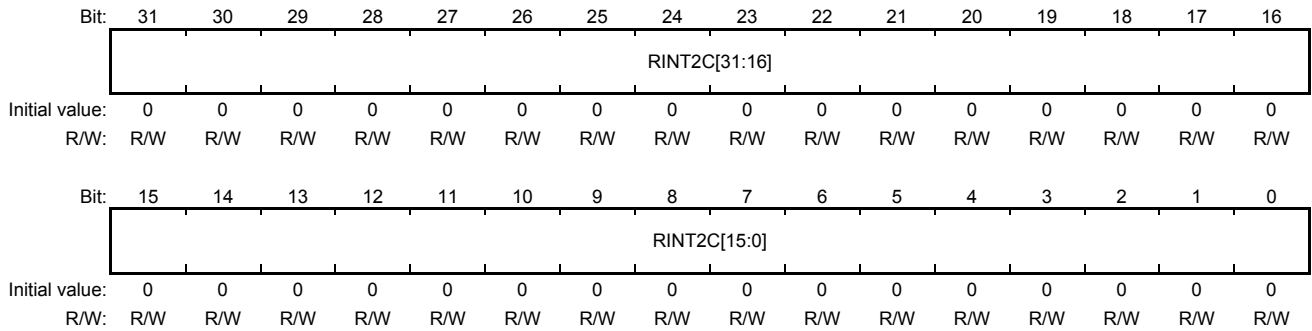 Bit: 31 30 29 28 27 26 25 24 23 22 21 20 19 18 17 16
RINT2C[31:16]
Initial value: 0 0 0 0 0 0 0 0 0 0 0 0 0 0 0 0
R/W: R/W R/W R/W R/W R/W R/W R/W R/W R/W R/W R/W R/W R/W R/W R/W R/W
Bit: 15 14 13 12 11 10 9 8 7 6 5 4 3 2 1 0
RINT2C[15:0]
Initial value: 0 0 0 0 0 0 0 0 0 0 0 0 0 0 0 0
R/W: R/W R/W R/W R/W R/W R/W R/W R/W R/W R/W R/W R/W R/W R/W R/W R/W